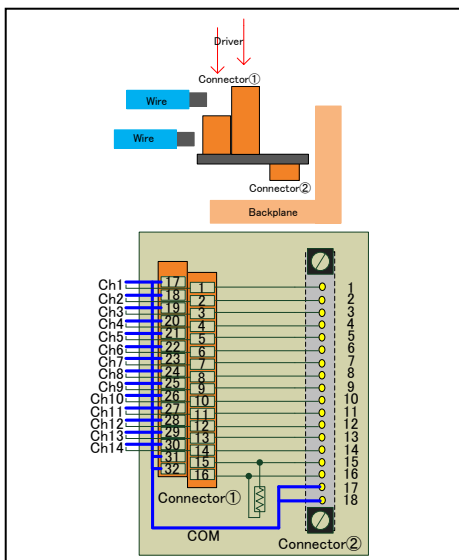 Driver
Connector①
Wire
Wire
Connector②
Backplane
Ch1
Ch2
Ch3
Ch4
Ch5
Ch6
Ch7
Ch8
Ch9
Ch10
Ch11
Ch12
Ch13
Ch14
17
18
19
20
21
22
23
24
25
26
27
28
29
30
31
32
1
2
3
4
5
6
7
8
9
10
11
12
13
14
15
16
1
2
3
4
5
6
7
8
9
10
11
12
13
14
15
16
17
18
Connector①
COM
Connector②